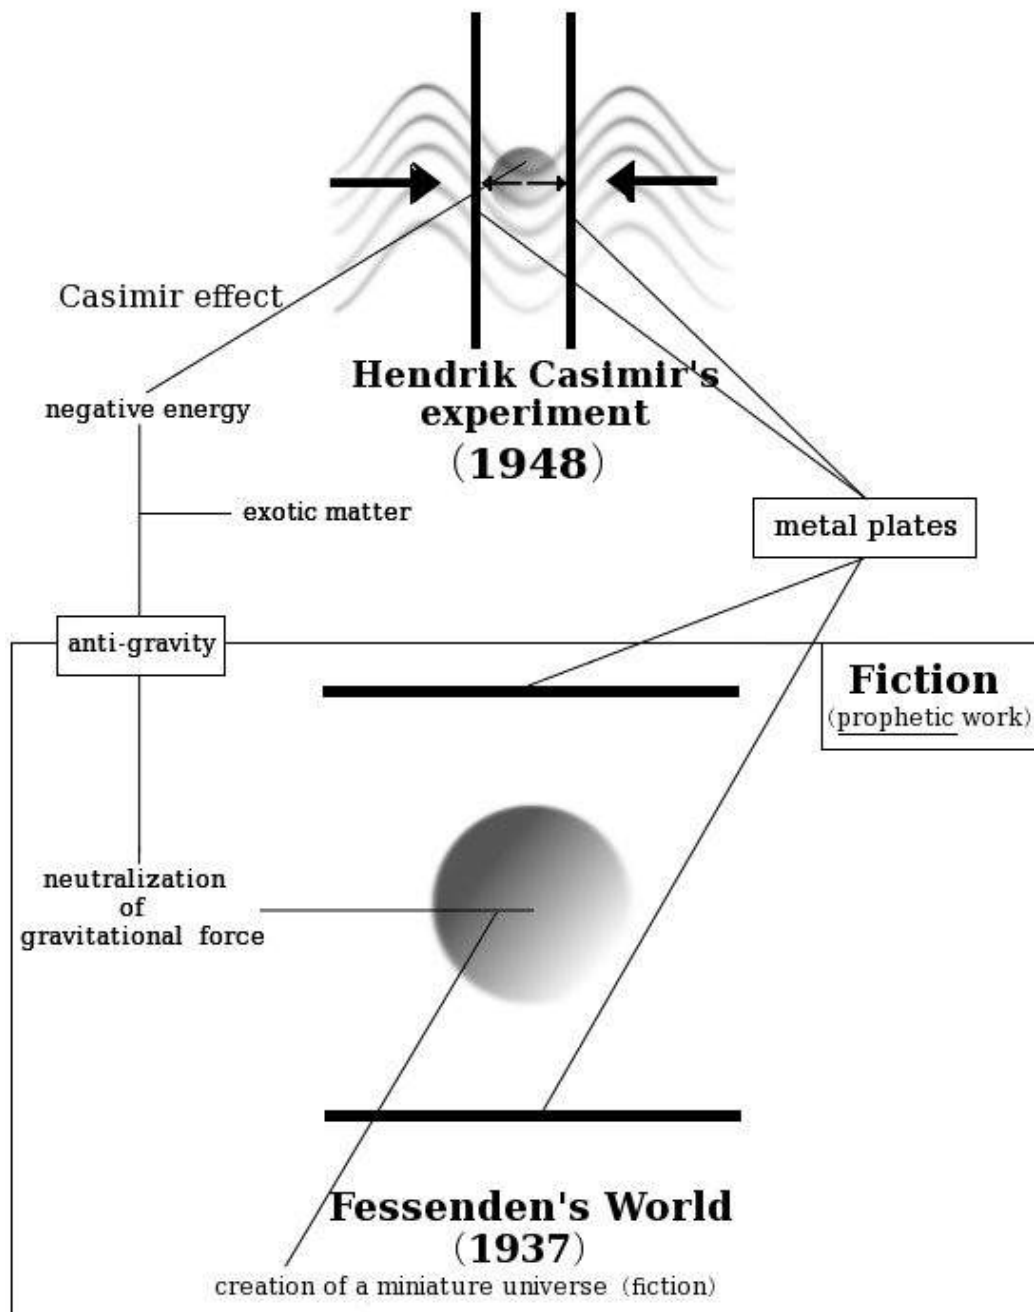 Casimir effect
Hendrik Casimir's
experiment
（1948）
negative energy
exotic matter
metal plates
anti-gravity
Fiction
(prophetic work)
neutralization
of
gravitational force
Fessenden's World
（1937）
creation of a miniature universe (fiction)